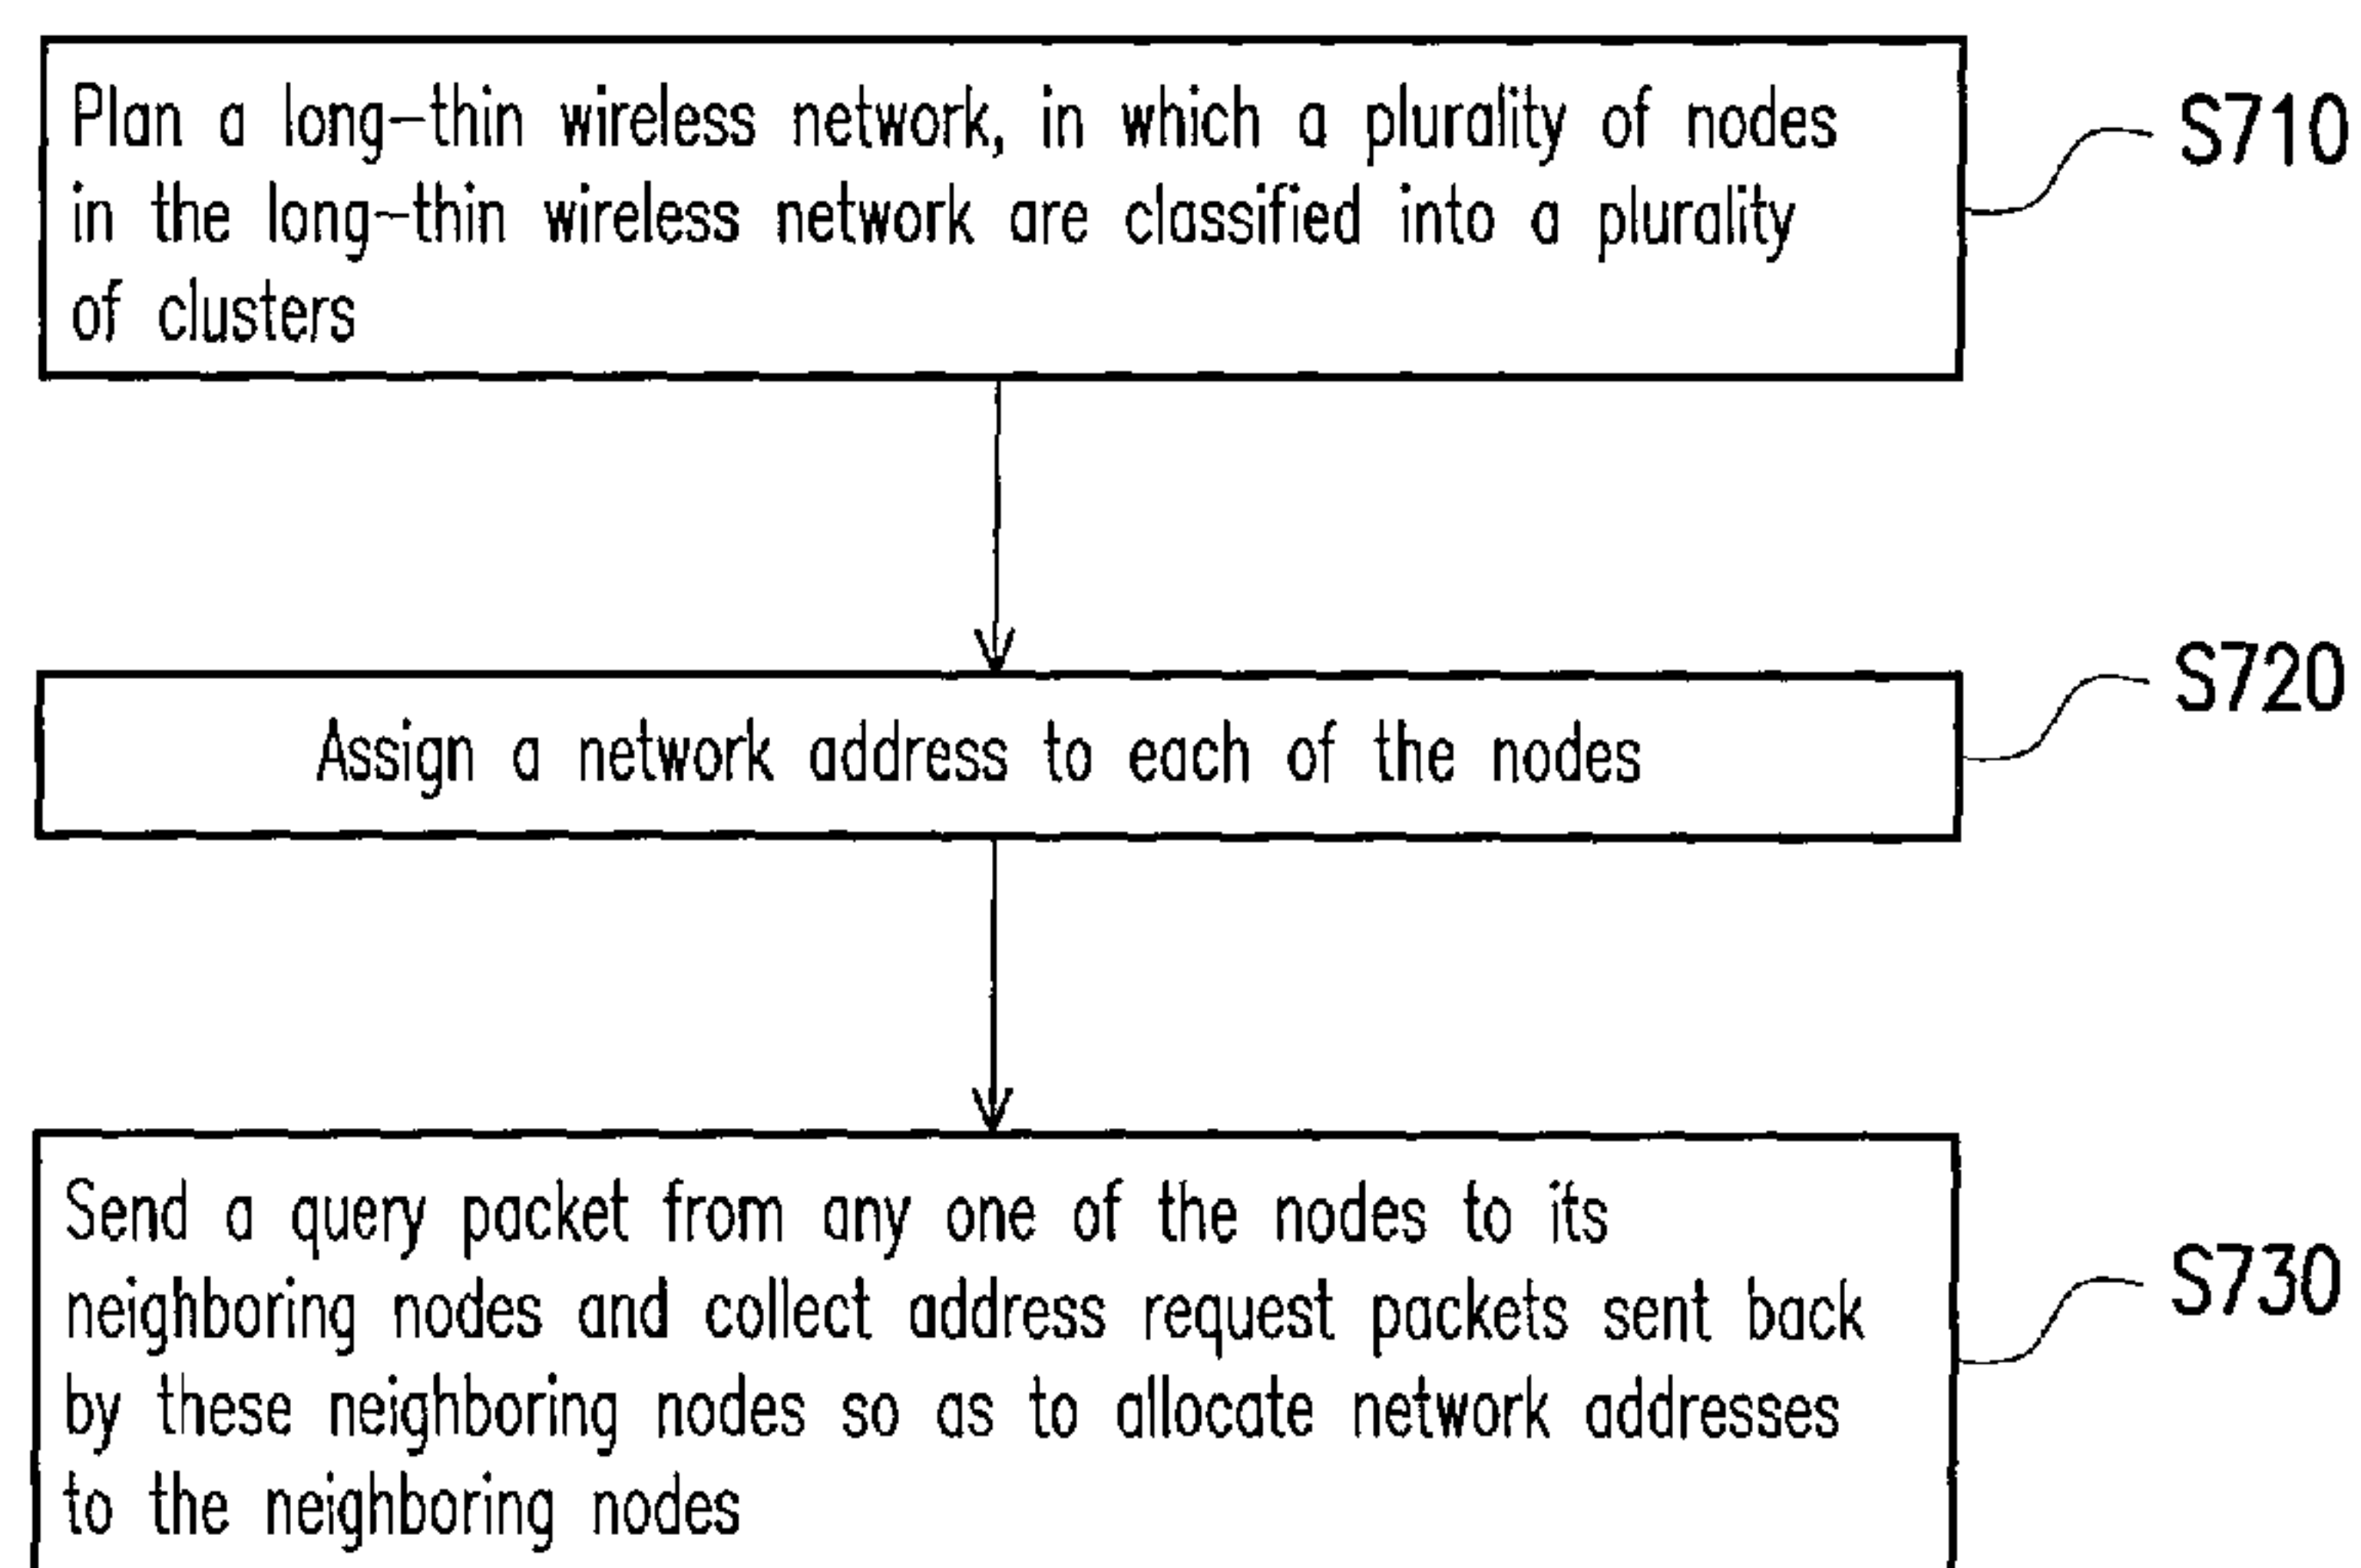 Plan a long-thin wireless network, in which a plurality of nodes
in the long-thin wireless network are classified into a plurality
of clusters
S710
Assign a network address to each of the nodes
S720
Send a query packet from any one of the nodes to its
neighboring nodes and collect address request packets sent back
by these neighboring nodes so as to allocate network addresses
to the neighboring nodes
S730